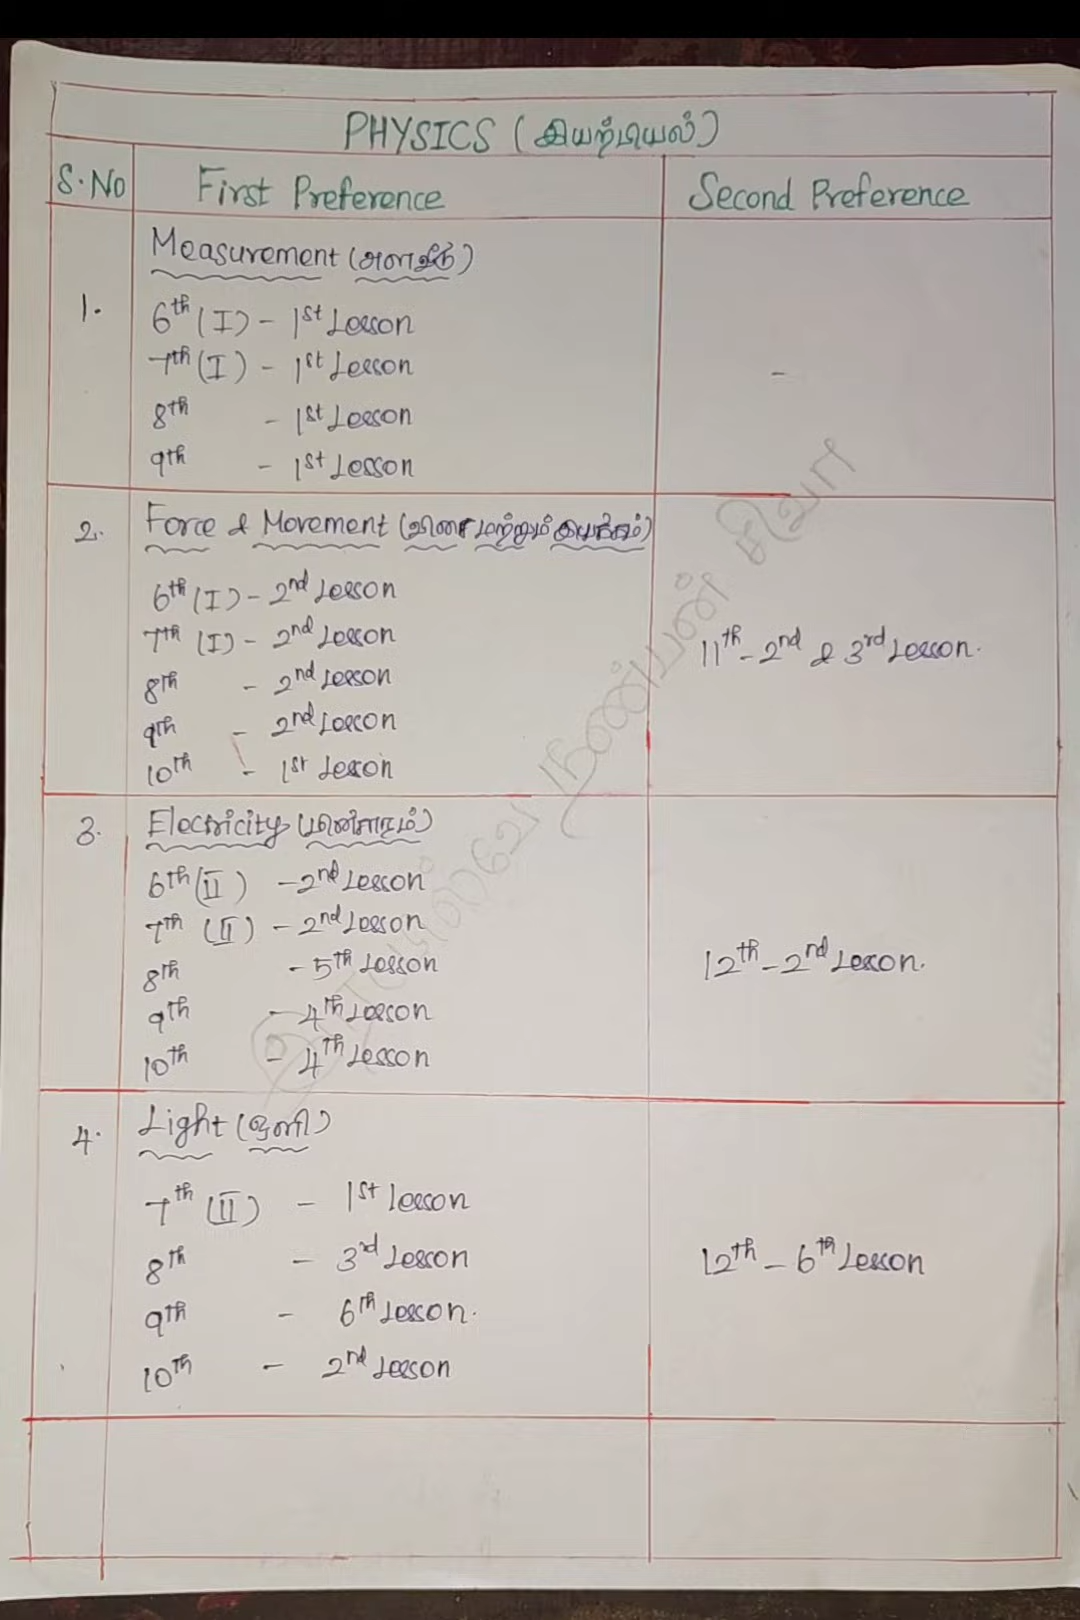 PHYSICS (இயற்பியல்)
S.No First Preference Second Preference
Measurement (அளவீடு)
1.
6th (I) - 1st Lesson
7th (I) - 1st Lesson
-
8th - 1st Lesson
9th - 1st Lesson
2. Force & Movement (விசை மற்றும் இயக்கம்)
6th (I) - 2nd Lesson
7th (I) - 2nd Lesson
11th - 2nd & 3rd Lesson.
8th - 2nd Lesson
9th - 2nd Lesson
10th - 1st Lesson
3. Electricity (மின்சாரம்)
6th (II) - 2nd Lesson
7th (II) - 2nd Lesson
8th - 5th Lesson
12th - 2nd Lesson.
9th - 4th Lesson
10th - 4th Lesson
4. Light (ஒளி)
7th (II) - 1st lesson
8th - 3rd Lesson
12th - 6th Lesson
9th - 6th Lesson.
10th - 2nd Lesson
நண்பன் சிவா